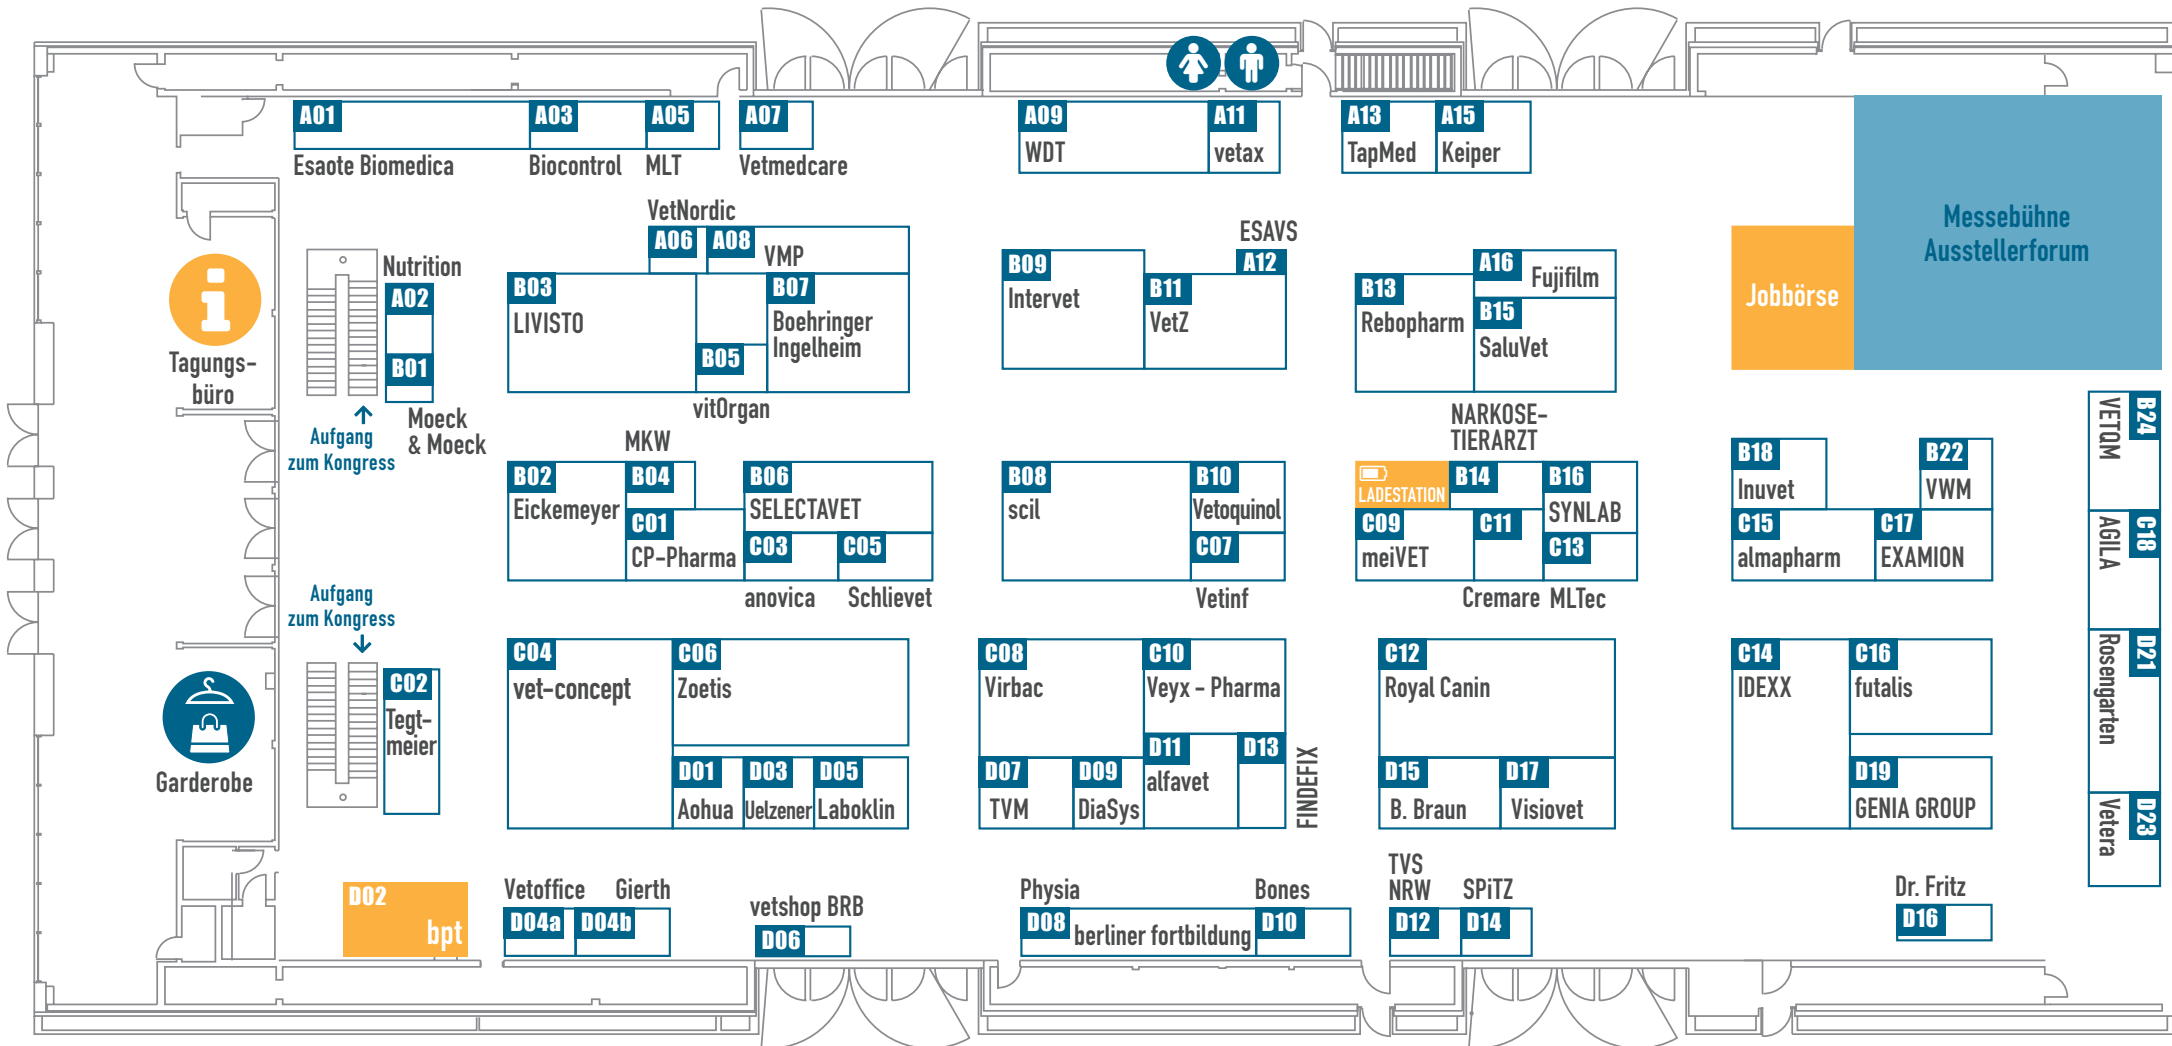 A01
Esaote Biomedica
A03
Biocontrol
A05
MLT
A07
Vetmedcare
A09
WDT
A11
vetax
A13
TapMed
A15
Keiper
Messebühne
Ausstellerforum
Jobbörse
Tagungs-
büro
Nutrition
A02
B01
Moeck
& Moeck
Aufgang
zum Kongress
VetNordic
A06
A08
VMP
B03
LIVISTO
B05
vitOrgan
B07
Boehringer
Ingelheim
B09
Intervet
ESAVS
A12
B11
VetZ
B13
Rebopharm
A16
Fujifilm
B15
SaluVet
B02
Eickemeyer
MKW
B04
C01
CP-Pharma
B06
SELECTAVET
C03
anovica
C05
Schlievet
B08
scil
B10
Vetoquinol
C07
Vetinf
NARKOSE-
TIERARZT
LADESTATION
B14
B16
SYNLAB
C09
meiVET
C11
Cremare
C13
MLTec
B18
Inuvet
B22
VWM
C15
almapharm
C17
EXAMION
B24
VETQM
C18
AGILA
D21
Rosengarten
D23
Vetera
Aufgang
zum Kongress
C02
Tegt-
meier
Garderobe
C04
vet-concept
C06
Zoetis
D01
Aohua
D03
Uelzener
D05
Laboklin
C08
Virbac
C10
Veyx - Pharma
D07
TVM
D09
DiaSys
D11
alfavet
D13
FINDEFIX
C12
Royal Canin
D15
B. Braun
D17
Visiovet
C14
IDEXX
C16
futalis
D19
GENIA GROUP
D02
bpt
Vetoffice
D04a
Gierth
D04b
vetshop BRB
D06
Physia
D08
berliner fortbildung
Bones
D10
TVS
NRW
D12
SPiTZ
D14
Dr. Fritz
D16